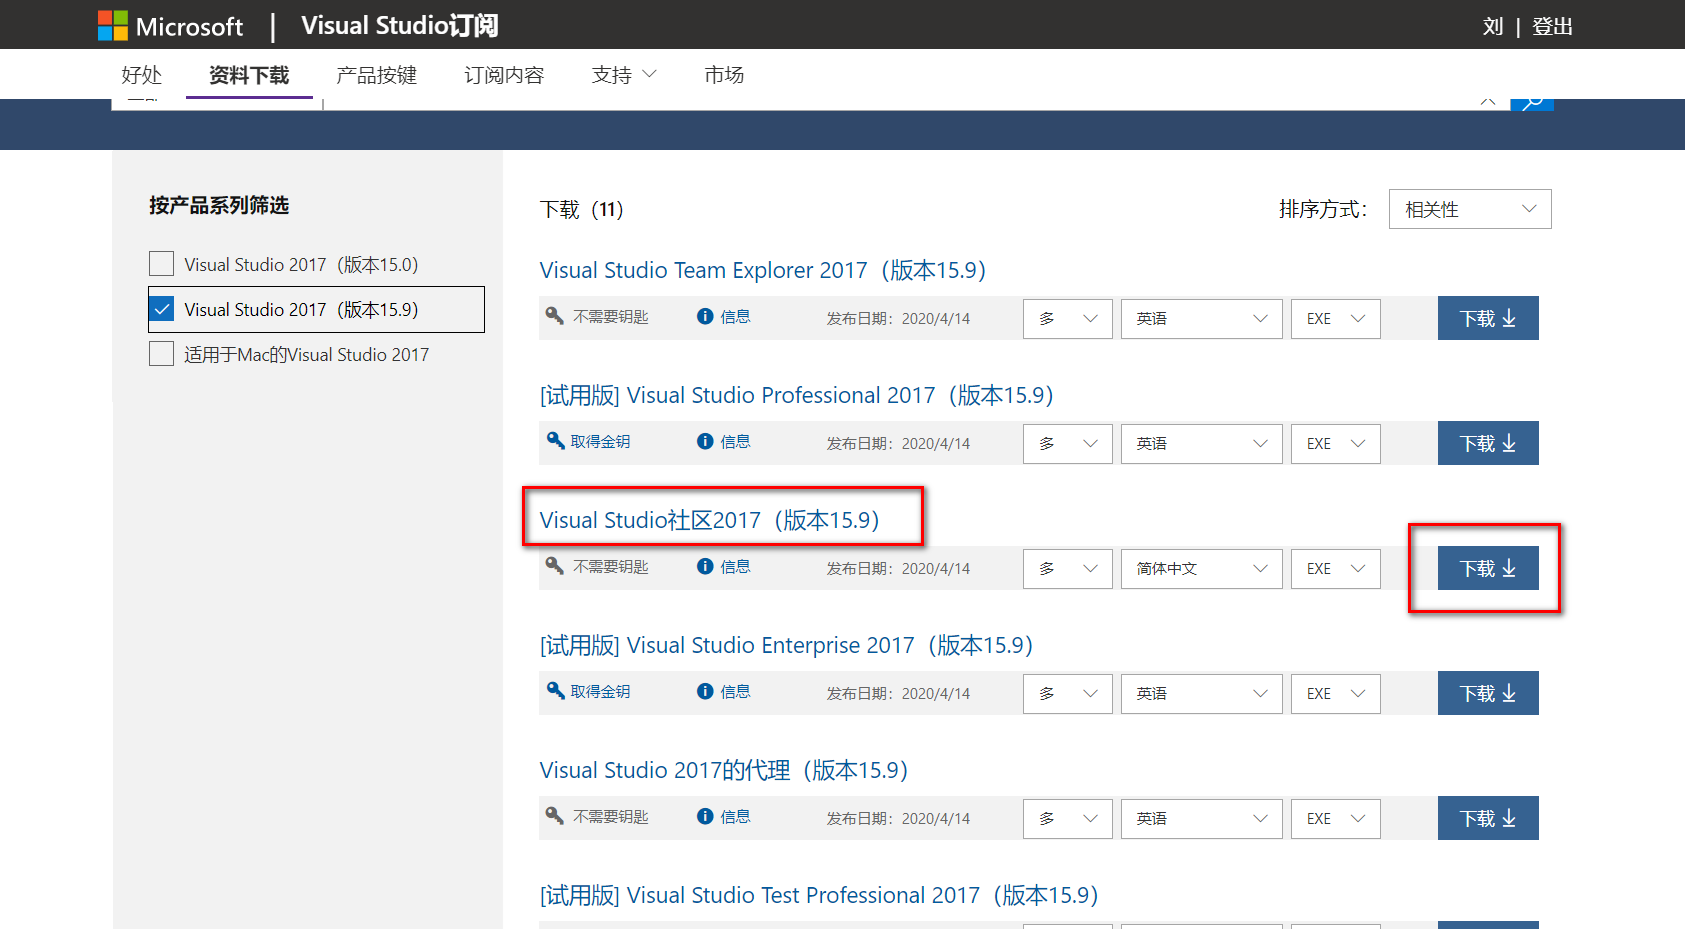 Microsoft | Visual Studio订阅
刘 | 登出
好处 资料下载 产品按键 订阅内容 支持 市场
按产品系列筛选
Visual Studio 2017（版本15.0）
Visual Studio 2017（版本15.9）
适用于Mac的Visual Studio 2017
下载（11）
排序方式： 相关性
Visual Studio Team Explorer 2017（版本15.9）
不需要钥匙 信息 发布日期：2020/4/14 多 英语 EXE 下载
[试用版] Visual Studio Professional 2017（版本15.9）
取得金钥 信息 发布日期：2020/4/14 多 英语 EXE 下载
Visual Studio社区2017（版本15.9）
不需要钥匙 信息 发布日期：2020/4/14 多 简体中文 EXE 下载
[试用版] Visual Studio Enterprise 2017（版本15.9）
取得金钥 信息 发布日期：2020/4/14 多 英语 EXE 下载
Visual Studio 2017的代理（版本15.9）
不需要钥匙 信息 发布日期：2020/4/14 多 英语 EXE 下载
[试用版] Visual Studio Test Professional 2017（版本15.9）